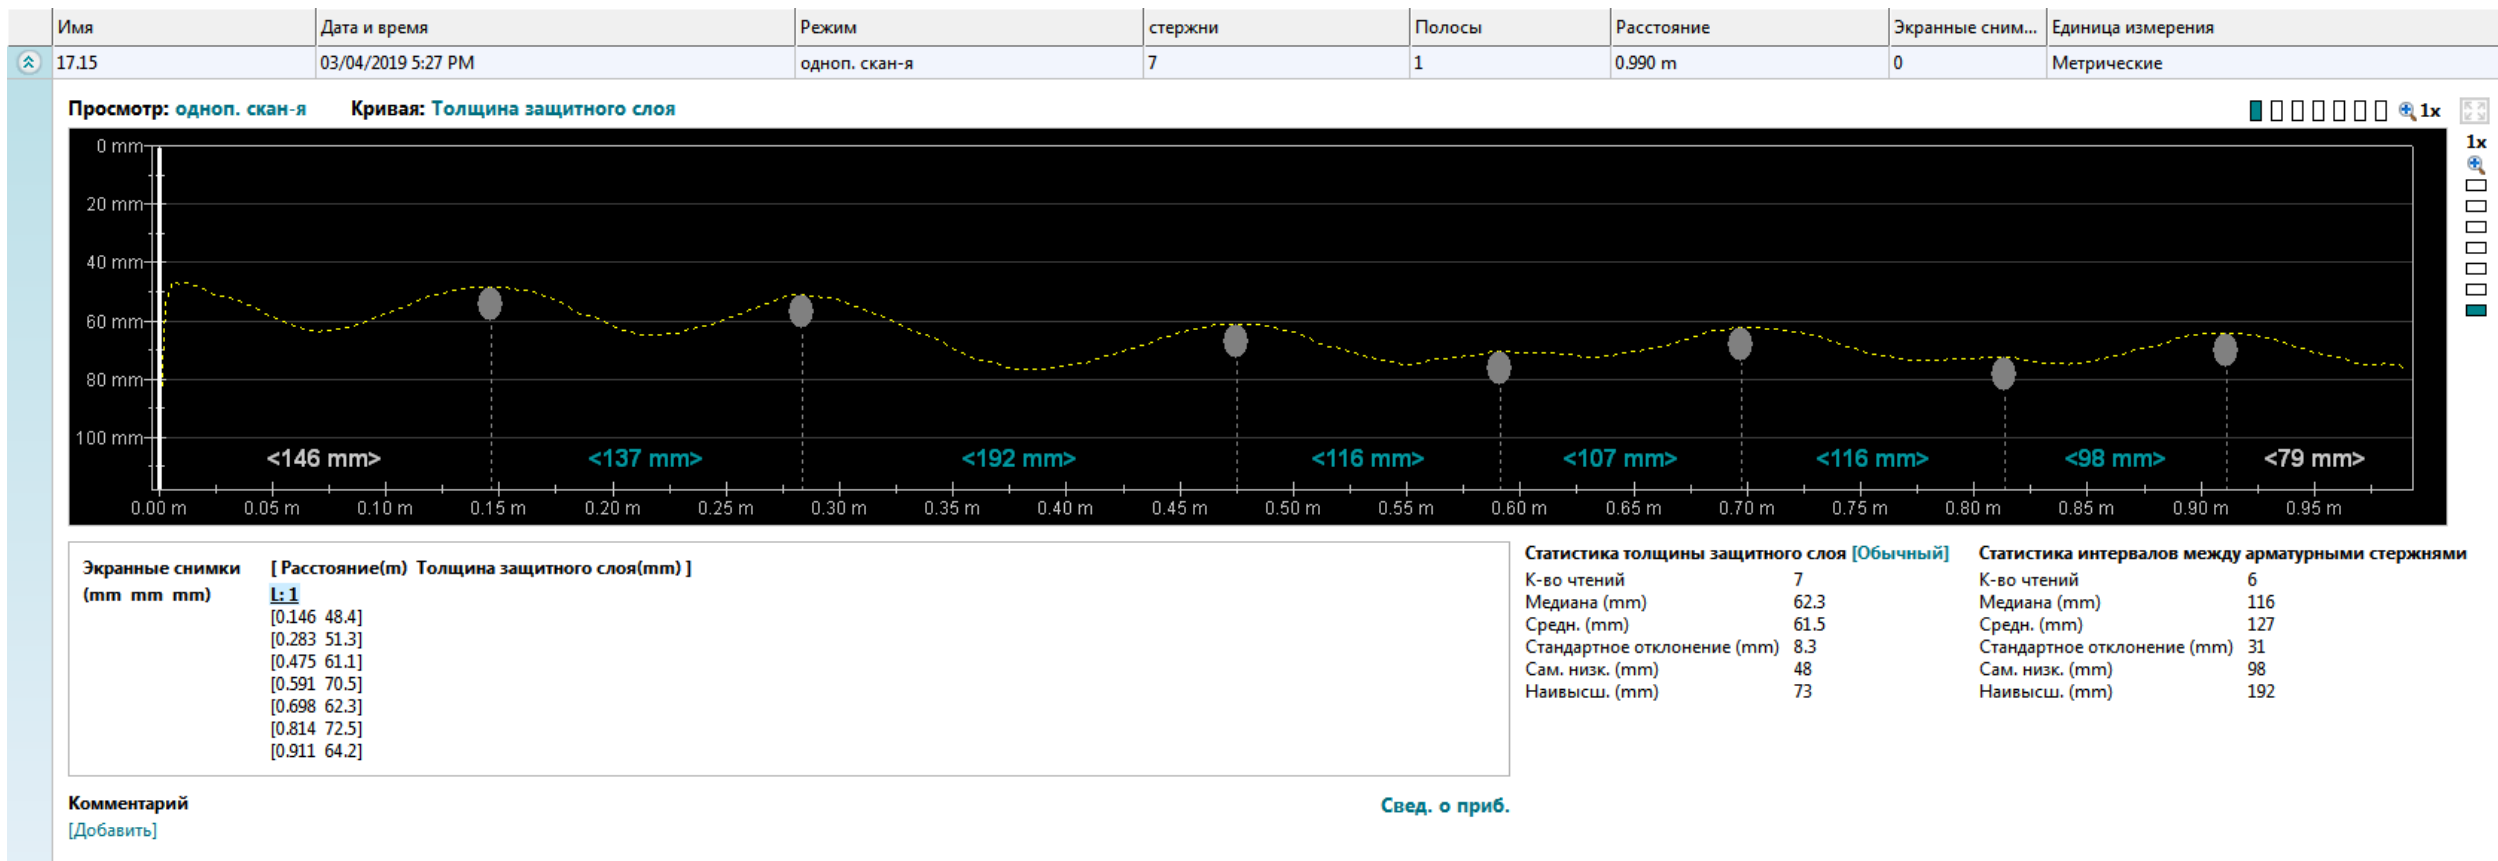 Имя Дата и время Режим стержни Полосы Расстояние Экранные сним... Единица измерения
17.15 03/04/2019 5:27 PM одноп. скан-я 7 1 0.990 m 0 Метрические
Просмотр: одноп. скан-я Кривая: Толщина защитного слоя 1x
1x
0 mm
20 mm
40 mm
60 mm
80 mm
100 mm
<146 mm> <137 mm> <192 mm> <116 mm> <107 mm> <116 mm> <98 mm> <79 mm>
0.00 m 0.05 m 0.10 m 0.15 m 0.20 m 0.25 m 0.30 m 0.35 m 0.40 m 0.45 m 0.50 m 0.55 m 0.60 m 0.65 m 0.70 m 0.75 m 0.80 m 0.85 m 0.90 m 0.95 m
Экранные снимки [ Расстояние(m) Толщина защитного слоя(mm) ]
(mm mm mm) L: 1
[0.146 48.4]
[0.283 51.3]
[0.475 61.1]
[0.591 70.5]
[0.698 62.3]
[0.814 72.5]
[0.911 64.2]
Статистика толщины защитного слоя [Обычный]
К-во чтений 7
Медиана (mm) 62.3
Средн. (mm) 61.5
Стандартное отклонение (mm) 8.3
Сам. низк. (mm) 48
Наивысш. (mm) 73
Статистика интервалов между арматурными стержнями
К-во чтений 6
Медиана (mm) 116
Средн. (mm) 127
Стандартное отклонение (mm) 31
Сам. низк. (mm) 98
Наивысш. (mm) 192
Комментарий Свед. о приб.
[Добавить]